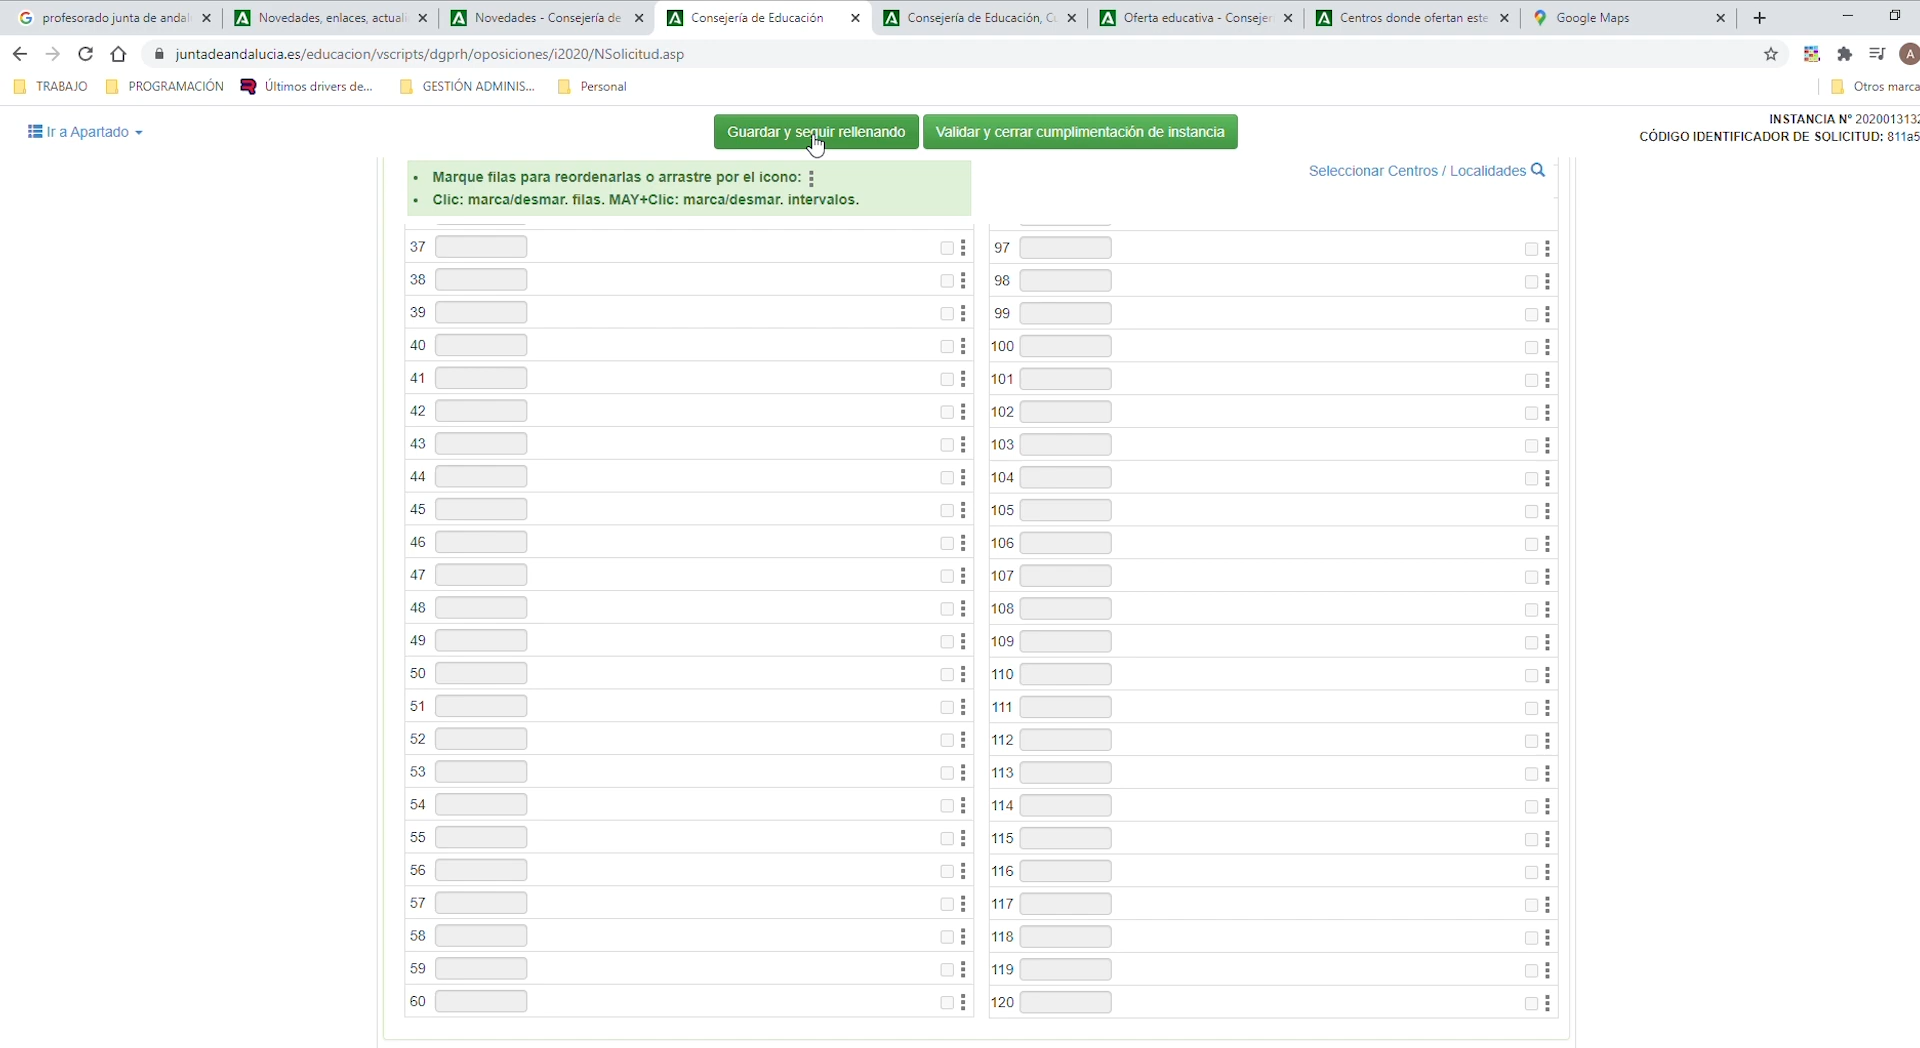 profesorado junta de andal
Novedades, enlaces, actuali
Novedades - Consejería de
Consejería de Educación
Consejería de Educación, Cu
Oferta educativa - Consejer
Centros donde ofertan este
Google Maps
juntadeandalucia.es/educacion/vscripts/dgprh/oposiciones/i2020/NSolicitud.asp
A
TRABAJO
PROGRAMACIÓN
Últimos drivers de...
GESTIÓN ADMINIS...
Personal
Otros marca
Ir a Apartado
Guardar y seguir rellenando
Validar y cerrar cumplimentación de instancia
INSTANCIA Nº 2020013132
CÓDIGO IDENTIFICADOR DE SOLICITUD: 811a5
• Marque filas para reordenarlas o arrastre por el icono:
• Clic: marca/desmar. filas. MAY+Clic: marca/desmar. intervalos.
Seleccionar Centros / Localidades
37
38
39
40
41
42
43
44
45
46
47
48
49
50
51
52
53
54
55
56
57
58
59
60
97
98
99
100
101
102
103
104
105
106
107
108
109
110
111
112
113
114
115
116
117
118
119
120